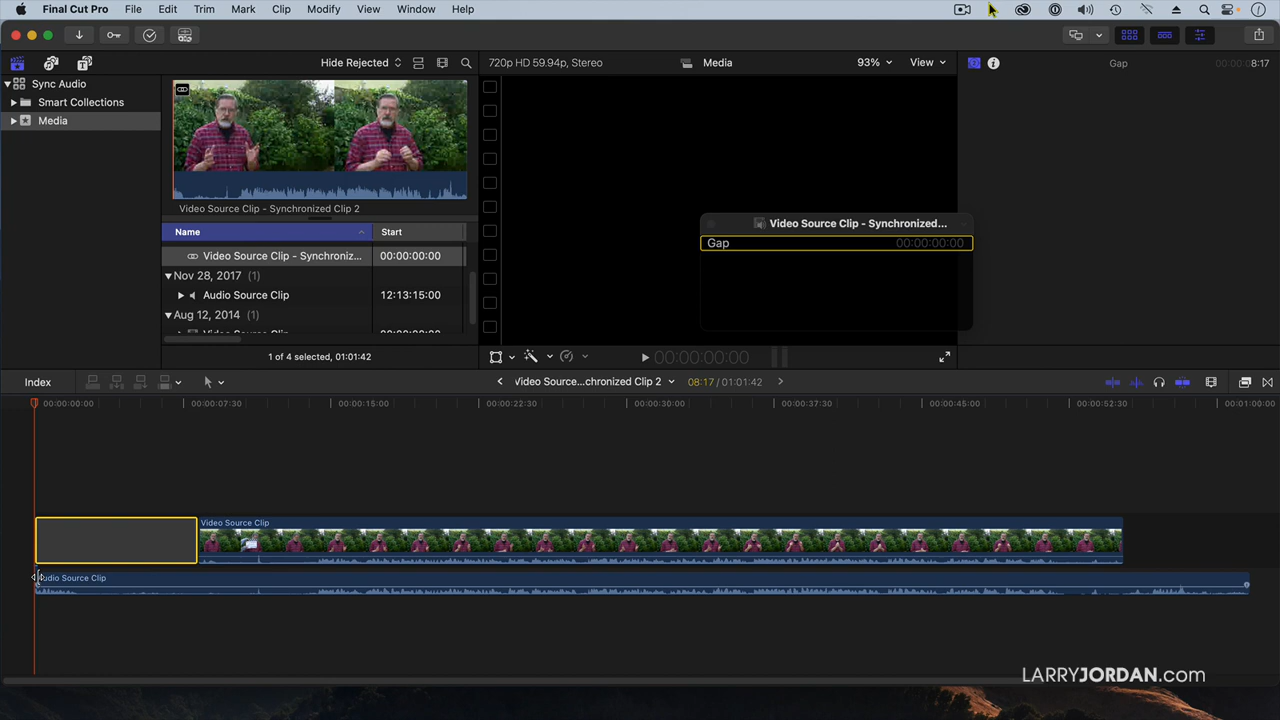 Final Cut Pro File Edit Trim Mark Clip Modify View Window Help
Hide Rejected
720p HD 59.94p, Stereo
Media
93%
View
Gap
8:17
Sync Audio
Smart Collections
Media
Video Source Clip - Synchronized Clip 2
Name Start
Video Source Clip - Synchroniz... 00:00:00:00
Nov 28, 2017 (1)
Audio Source Clip 12:13:15:00
Aug 12, 2014 (1)
Video Source Clip 00:00:00:00
1 of 4 selected, 01:01:42
Video Source Clip - Synchronized...
Gap 00:00:00:00
00:00:00:00
Index
Video Source...chronized Clip 2
08:17 / 01:01:42
00:00:00:00 00:00:07:30 00:00:15:00 00:00:22:30 00:00:30:00 00:00:37:30 00:00:45:00 00:00:52:30 00:01:00:00
Video Source Clip
Audio Source Clip
LARRYJORDAN.com